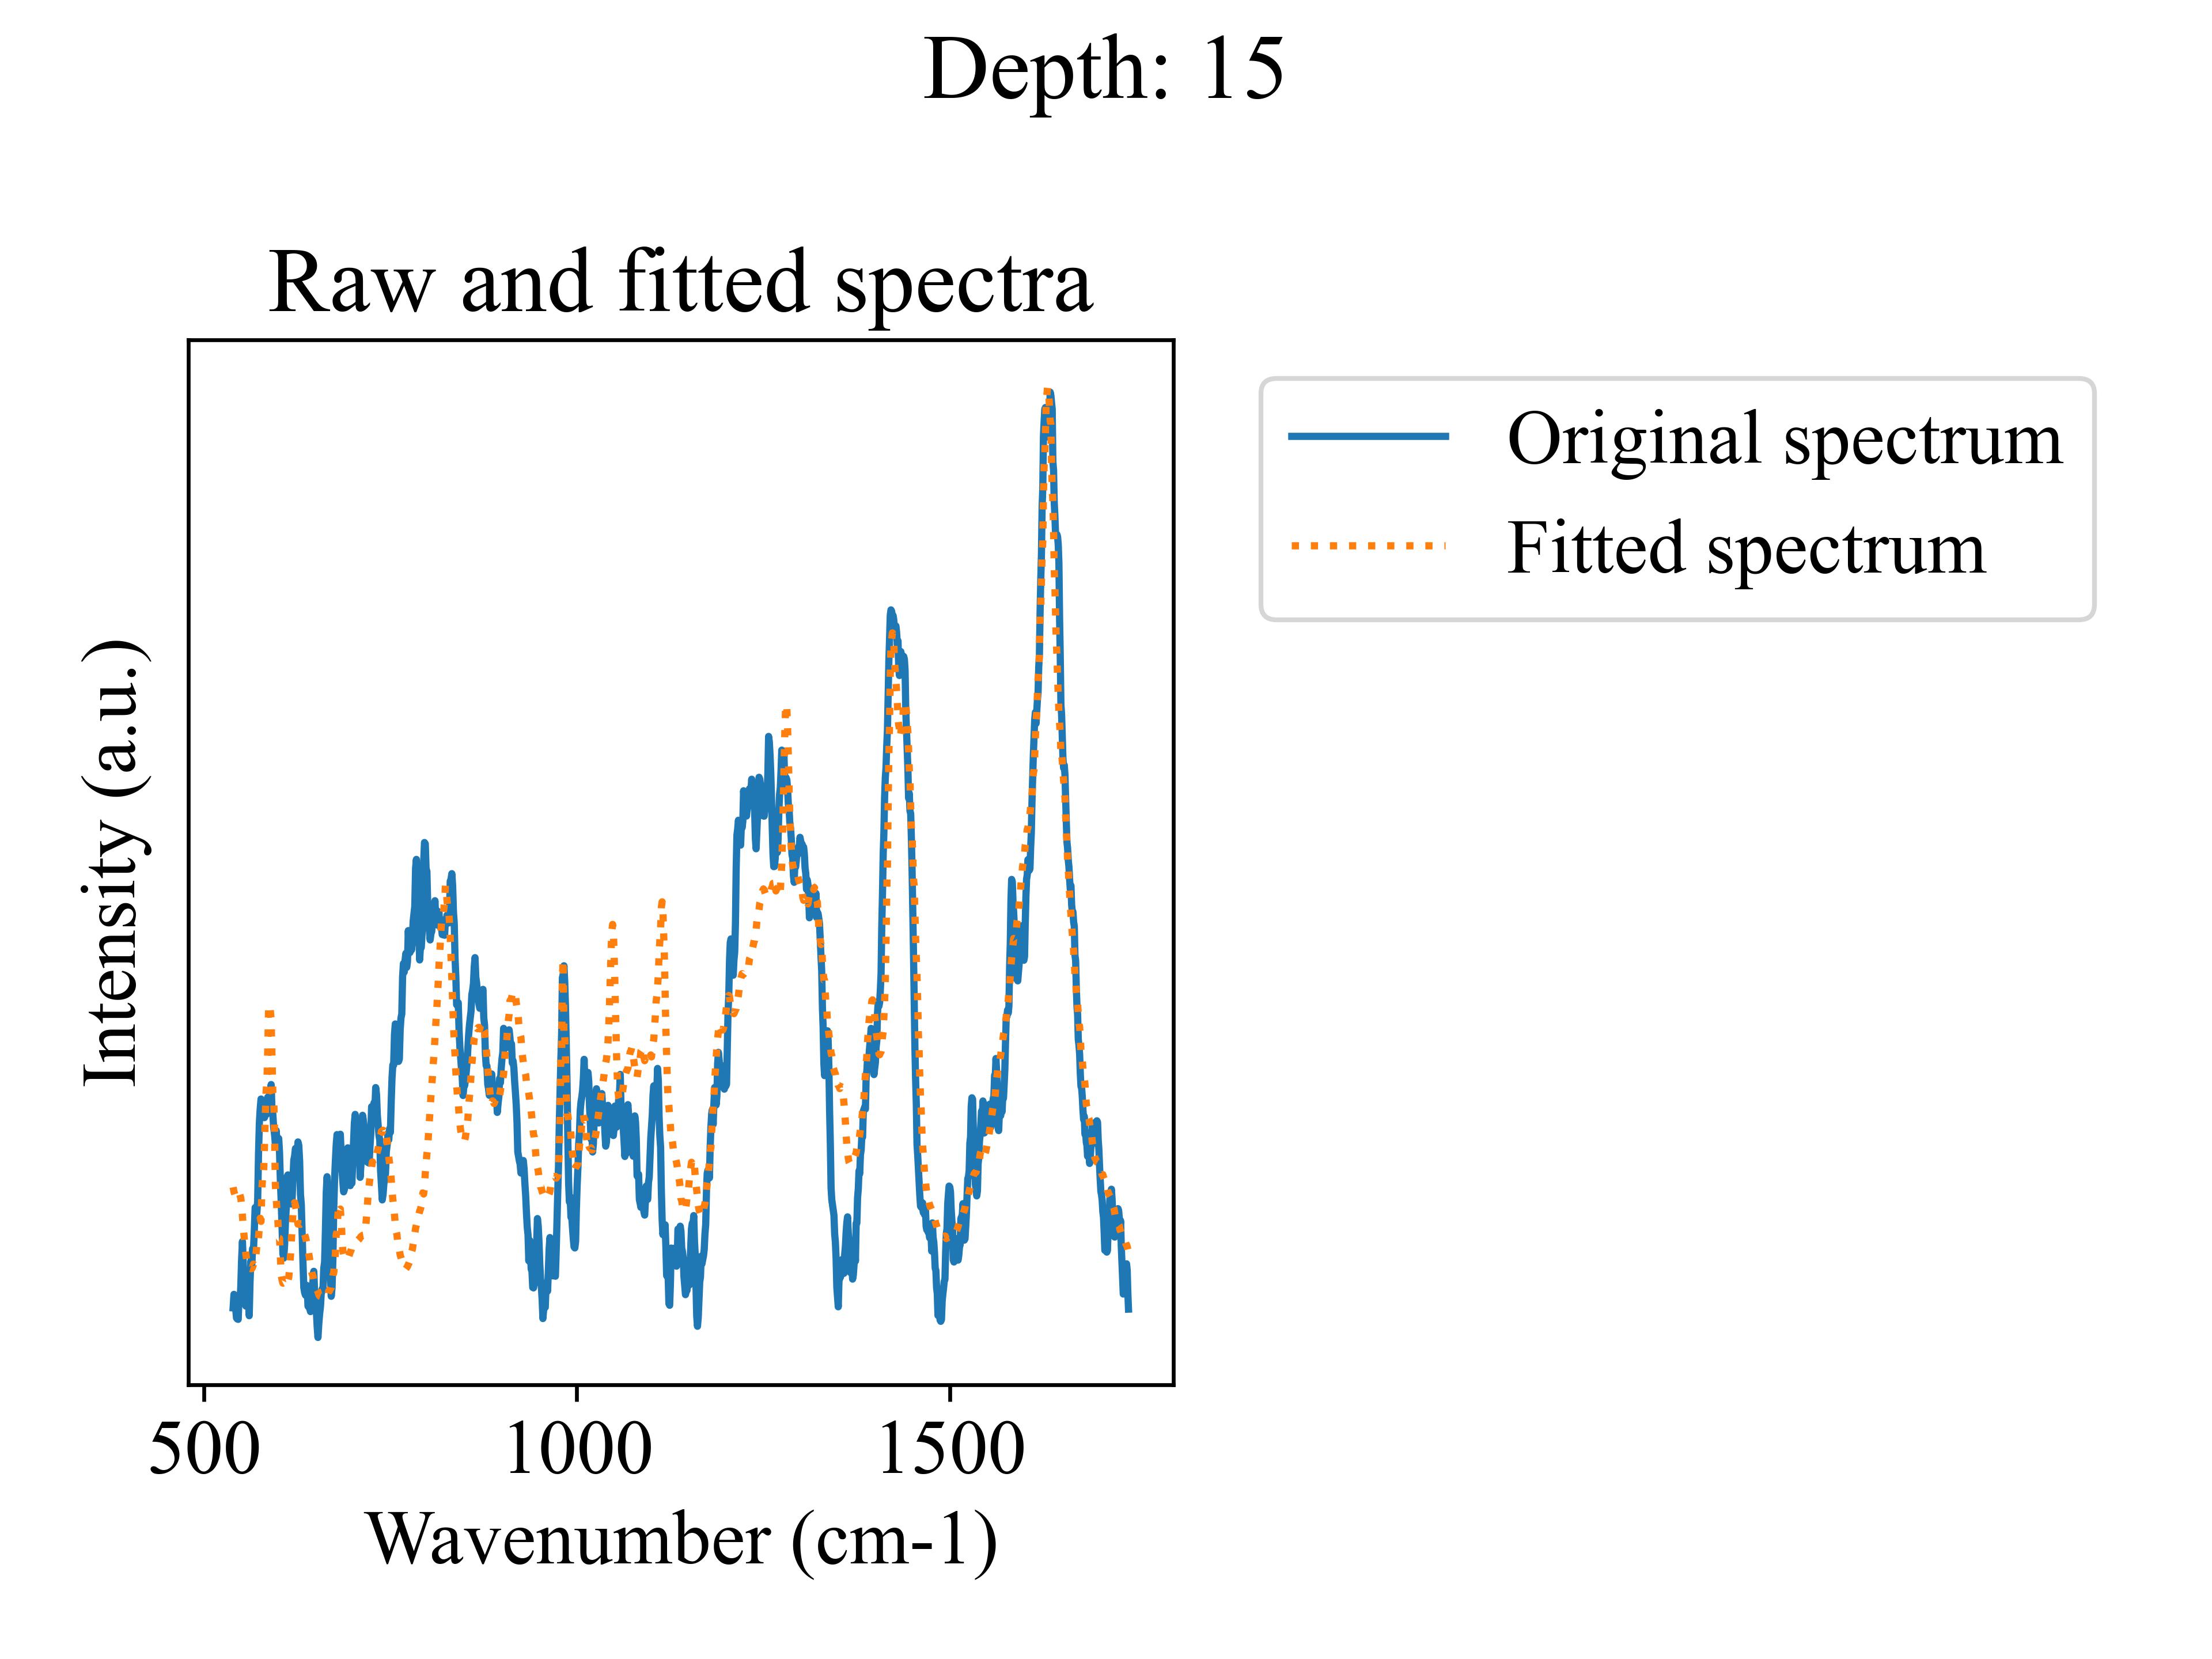 Depth: 15
Raw and fitted spectra
Original spectrum
Fitted spectrum
Intensity (a.u.)
500 1000 1500
Wavenumber (cm-1)